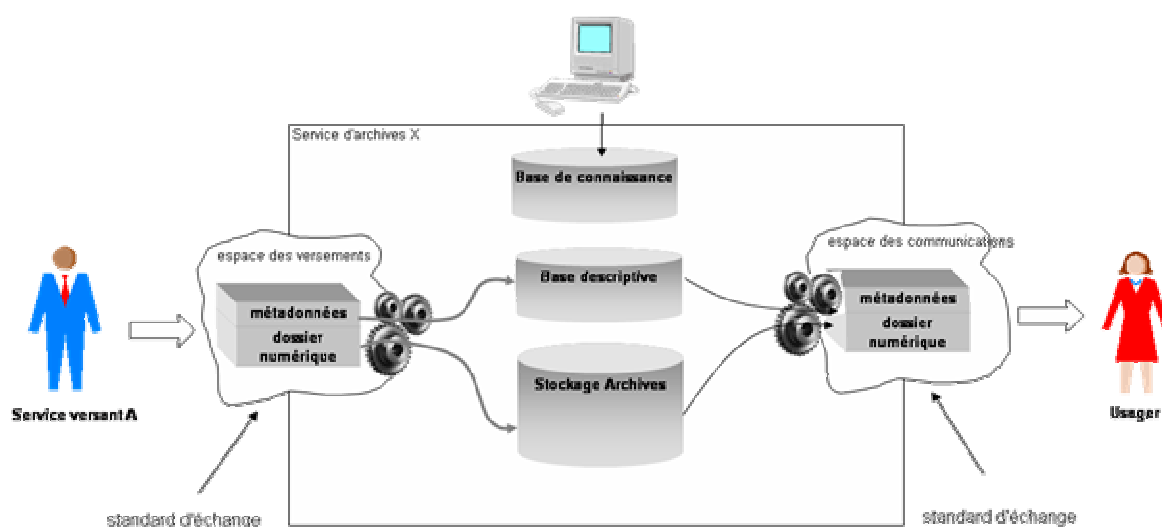 Service d'archives X
Base de connaissance
espace des versements
espace des communications
Base descriptive
métadonnées
dossier
numérique
métadonnées
dossier
numérique
Stockage Archives
Service versant A
Usager
standard d'échange
standard d'échange